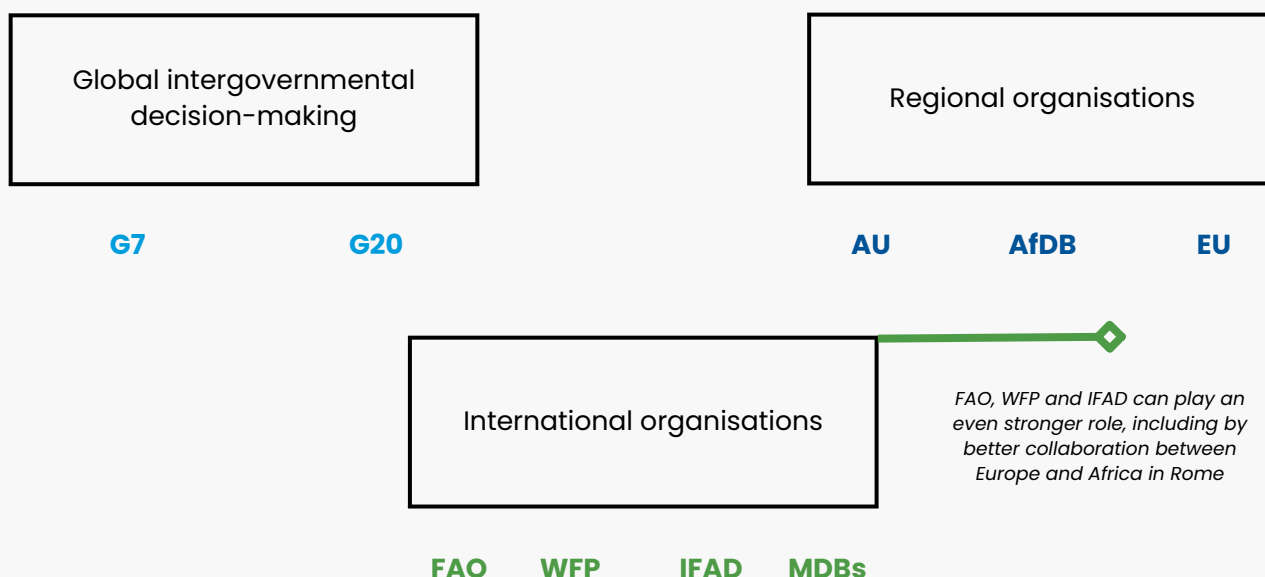 Global intergovernmental
decision-making
Regional organisations
G7 G20
AU AfDB EU
International organisations
FAO, WFP and IFAD can play an
even stronger role, including by
better collaboration between
Europe and Africa in Rome
FAO WFP IFAD MDBs